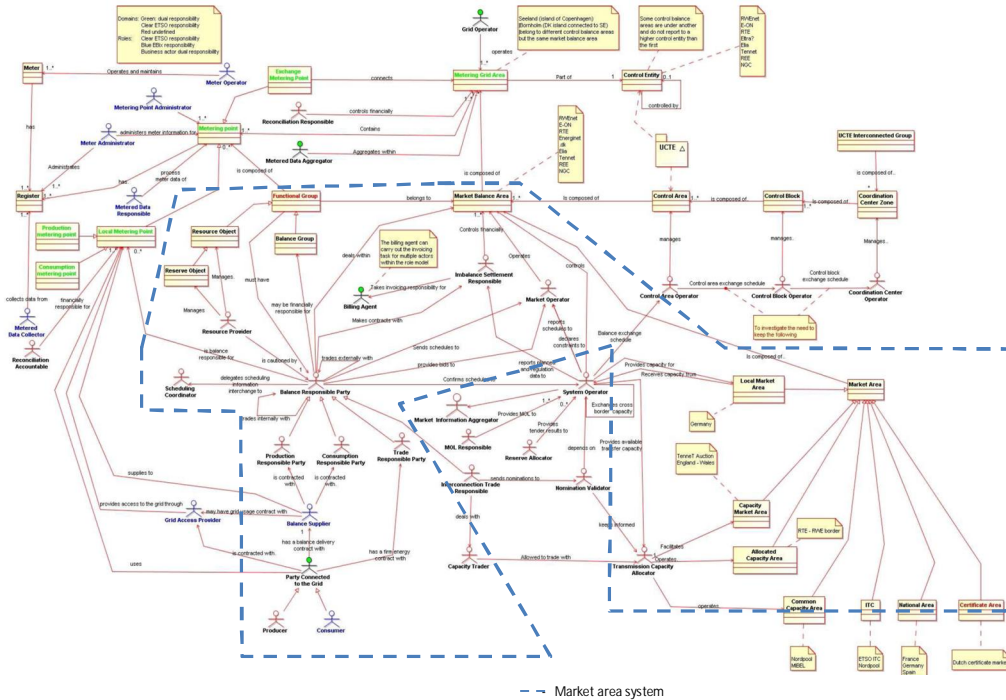 Domains: Green: dual responsibility
Clear ETSO responsibility
Red undefined
Roles: Clear ETSO responsibility
Blue EBIx responsibility
Business actor dual responsibility
Grid Operator
operates
Seeland (island of Copenhagen)
Bornholm (DK island connected to SE)
belong to different control balance areas
but the same market balance area
Some control balance
areas are under another
and do not report to a
higher control entity than
the first
RWEnet
E-ON
RTE
EltraT
Elia
Tennet
REE
NGC
Meter
Operates and maintains
Meter Operator
Exchange
Metering Point
connects
Metering Grid Area
Part of
1
Control Entity
0..1
controlled by
1..*
Metering Point Administrator
Reconciliation Responsible
controls financially
1..*
Metering point
Contains
Meter Administrator
administers meter information for
has
Metered Data Aggregator
Aggregates within
RWEnet
E-ON
RTE
Energinet
.dk
Elia
Tennet
REE
NGC
UCTE
UCTE Interconnected Group
Administrates
has
process
meter data of
is composed of
is composed of
Register
Metered Data
Responsible
Functional Group
belongs to
Market Balance Area
Is composed of
Control Area
Control Block
is composed of
Coordination
Center Zone
Production
metering point
Local Metering Point
Resource Object
Balance Group
The billing agent can
carry out the invoicing
task for multiple actors
within the role model
deals within
Controls financially
Operates
controls
manages
manages
Manages
Consumption
metering point
Reserve Object
Manages
must have
Imbalance Settlement
Responsible
Billing Agent
Takes invoicing responsibility for
Market Operator
Control Area Operator
Control area exchange schedule
Control Block Operator
Control block
exchange schedule
Coordination Center
Operator
collects data from
financially
responsible for
Manages
may be financially
responsible for
Makes contracts with
Metered
Data Collector
Resource Provider
Reconciliation
Accountable
is balance
responsible for
is cautioned by
trades externally with
Sends schedules to
provides bids to
reports
schedules to
declares
constraints to
Balance exchange
schedule
To investigate the need to
keep the following
Is composed of
Scheduling
Coordinator
delegates scheduling
information
interchange to
Balance Responsible Party
Confirms schedules to
System Operator
Provides capacity for
Receives capacity from
Local Market
Area
Market Area
Germany
trades internally with
Market Information Aggregator
Provides MOL to
Exchanges cross
border capacity
MOL Responsible
Provides
tender results to
Reserve Allocator
depends on
Provides available
transfer capacity
TenneT Auction
England - Wales
Production
Responsible Party
Consumption
Responsible Party
Trade
Responsible Party
is contracted with
is contracted with
Interconnection Trade
Responsible
sends nominations to
Nomination Validator
supplies to
provides access to the grid through
Grid Access Provider
may have grid usage contract with
Balance Supplier
deals with
keeps informed
Capacity
Market Area
RTE - RWE border
is contracted with
has a balance delivery
contract with
has a firm energy
contract with
Capacity Trader
Allowed to trade with
Transmission Capacity
Allocator
Facilitates
operates
Allocated
Capacity Area
uses
Party Connected
to the Grid
operates
Common
Capacity Area
ITC
National Area
Certificate Area
Producer
Consumer
Nordpool
MIBEL
ETSO ITC
Nordpool
France
Germany
Spain
Dutch certificate market
Market area system